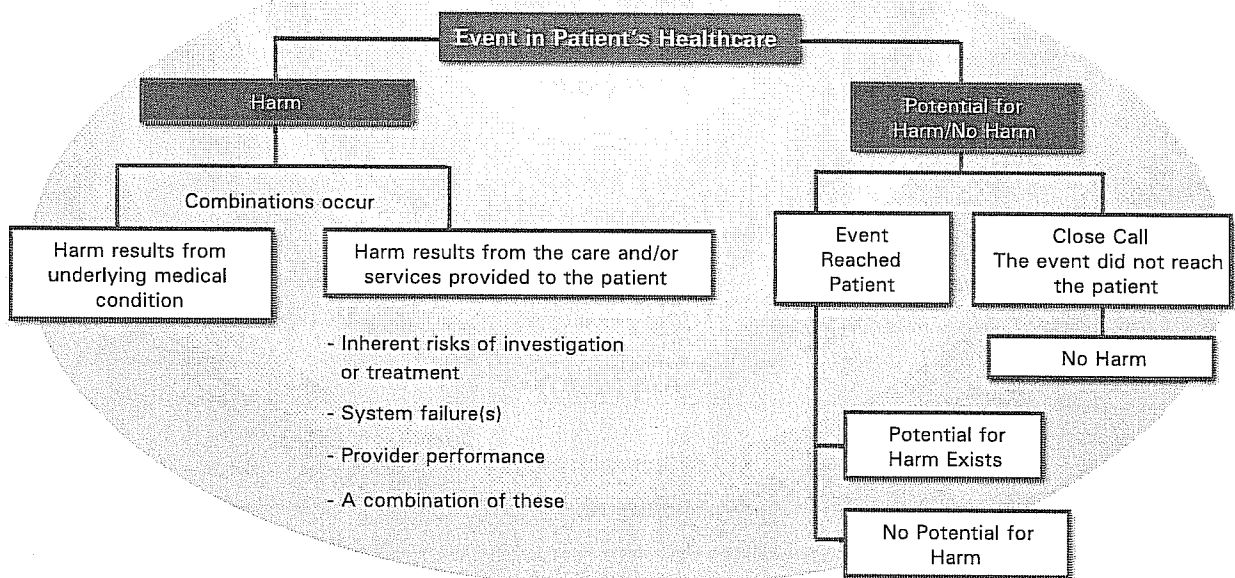 Event in Patient's Healthcare
Harm
Potential for
Harm/No Harm
Combinations occur
Harm results from
underlying medical
condition
Harm results from the care and/or
services provided to the patient
- Inherent risks of investigation
or treatment
- System failure(s)
- Provider performance
- A combination of these
Event
Reached
Patient
Close Call
The event did not reach
the patient
No Harm
Potential for
Harm Exists
No Potential for
Harm